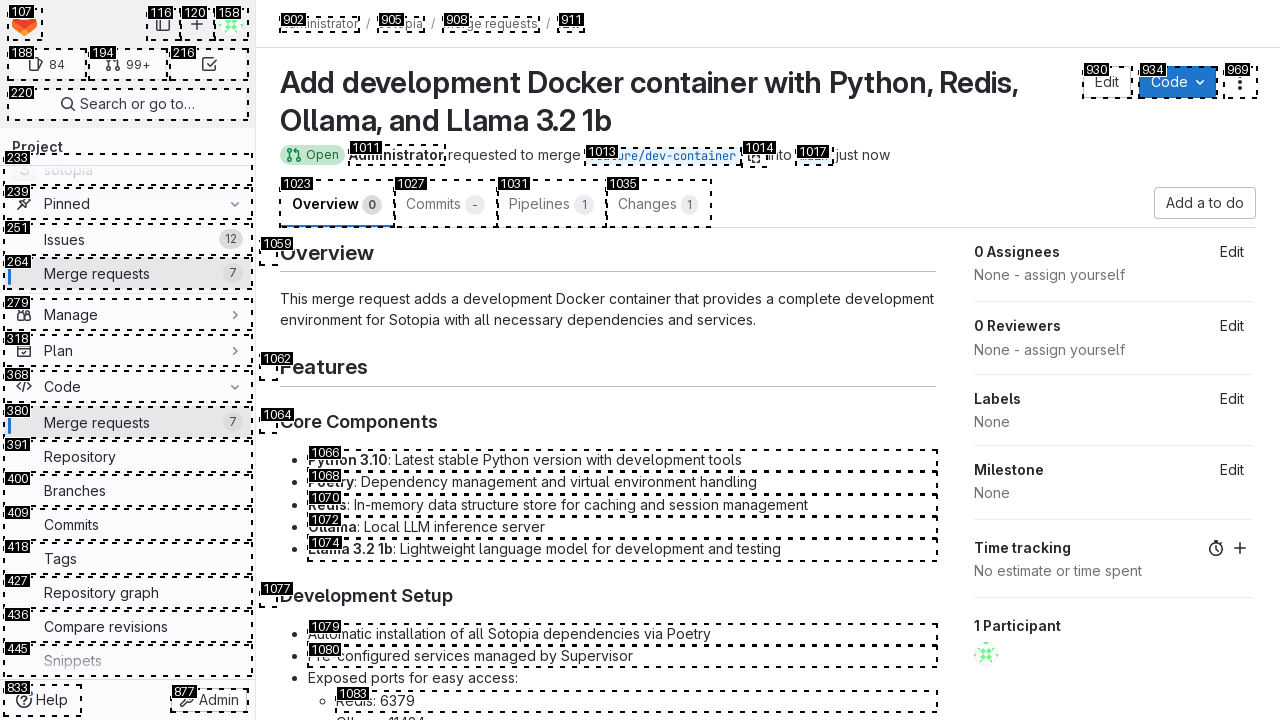 107
116
120
158
188
84
194
99+
216
220
Search or go to…
Project
233
S sotopia
239
Pinned
251
Issues
12
264
Merge requests
7
279
Manage
318
Plan
368
Code
380
Merge requests
7
391
Repository
400
Branches
409
Commits
418
Tags
427
Repository graph
436
Compare revisions
445
Snippets
833
Help
877
Admin
902
905
/
908
/
requests
911
/
930
Edit
934
Code
969
Add development Docker container with Python, Redis,
Ollama, and Llama 3.2 1b
Open
1011
Administrator requested to merge
1013
/dev-container
1014
into
1017
just now
1023
Overview 0
1027
Commits -
1031
Pipelines 1
1035
Changes 1
Add a to do
1059
Overview
This merge request adds a development Docker container that provides a complete development
environment for Sotopia with all necessary dependencies and services.
1062
Features
1064
Core Components
1066
Python 3.10: Latest stable Python version with development tools
1068
Poetry: Dependency management and virtual environment handling
1070
Redis: In-memory data structure store for caching and session management
1072
Ollama: Local LLM inference server
1074
Llama 3.2 1b: Lightweight language model for development and testing
1077
Development Setup
1079
Automatic installation of all Sotopia dependencies via Poetry
1080
Pre-configured services managed by Supervisor
Exposed ports for easy access:
1083
Redis: 6379
Ollama: 11434
0 Assignees
Edit
None - assign yourself
0 Reviewers
Edit
None - assign yourself
Labels
Edit
None
Milestone
Edit
None
Time tracking
No estimate or time spent
1 Participant